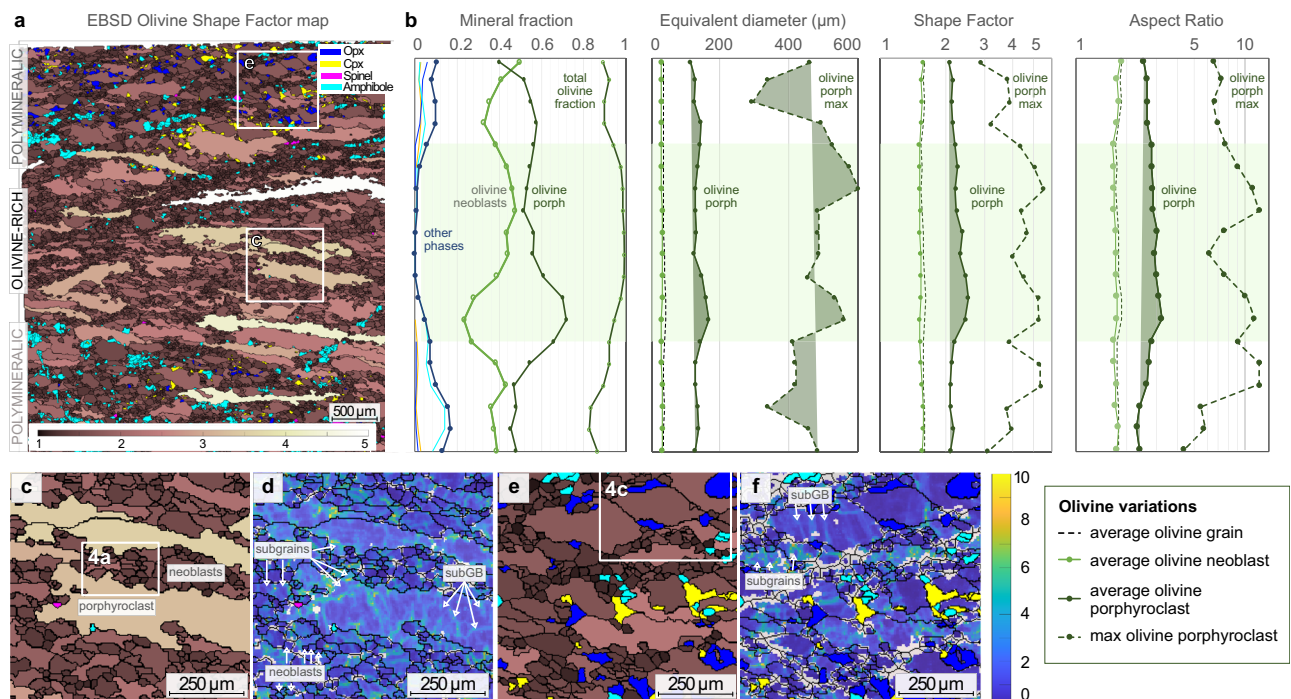 a
EBSD Olivine Shape Factor map
POLYMINERALIC
OLIVINE-RICH
POLYMINERALIC
Opx
Cpx
Spinel
Amphibole
e
c
500 µm
1 2 3 4 5
b
Mineral fraction
0 0.2 0.4 0.6 0.8 1
total
olivine
fraction
olivine
neoblasts
olivine
porph
other
phases
Equivalent diameter (µm)
0 200 400 600
olivine
porph
max
olivine
porph
Shape Factor
1 2 3 4 5
olivine
porph
max
olivine
porph
Aspect Ratio
1 5 10
olivine
porph
max
olivine
porph
c
4a
neoblasts
porphyroclast
250 µm
d
subgrains
subGB
neoblasts
250 µm
e
4c
250 µm
f
subGB
subgrains
250 µm
10
8
6
4
2
0
Olivine variations
average olivine grain
average olivine neoblast
average olivine
porphyroclast
max olivine porphyroclast